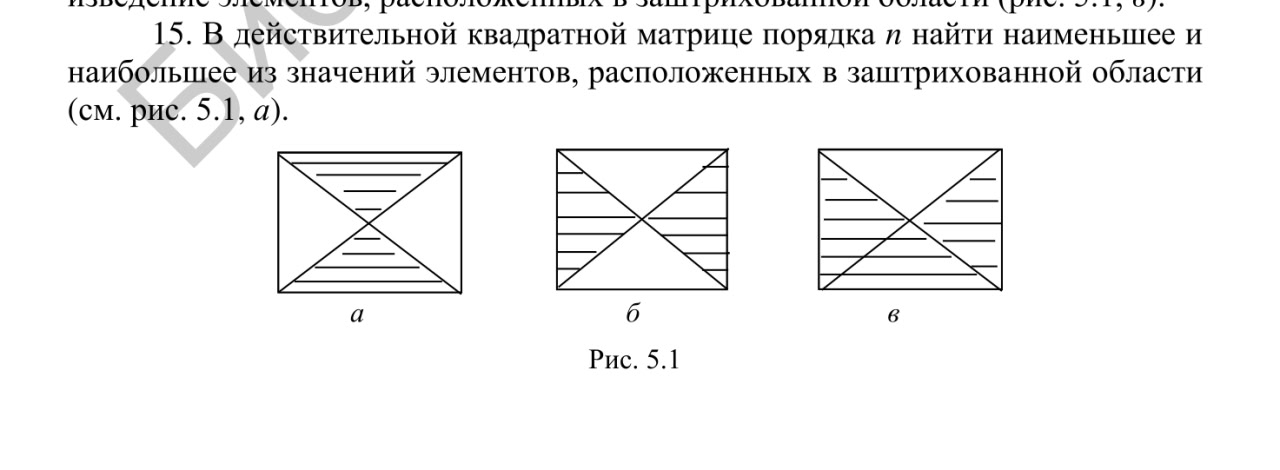 изведение элементов, расположенных в заштрихованной области (рис. 5.1, в).
15. В действительной квадратной матрице порядка n найти наименьшее и
наибольшее из значений элементов, расположенных в заштрихованной области
(см. рис. 5.1, а).
а б в
Рис. 5.1